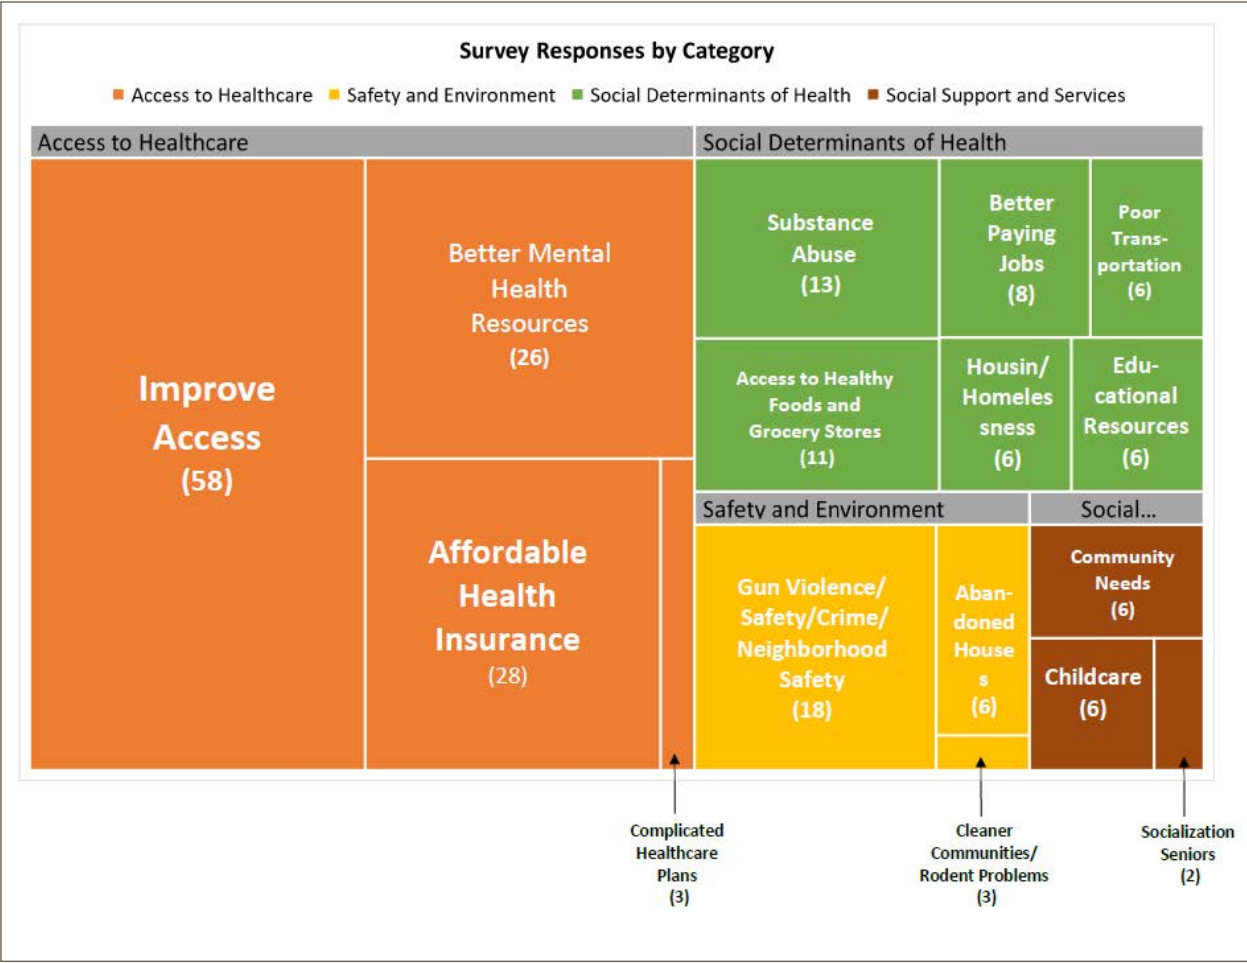 Survey Responses by Category
Access to Healthcare Safety and Environment Social Determinants of Health Social Support and Services
Access to Healthcare
Improve
Access
(58)
Better Mental
Health
Resources
(26)
Affordable
Health
Insurance
(28)
Complicated
Healthcare
Plans
(3)
Social Determinants of Health
Substance
Abuse
(13)
Better
Paying
Jobs
(8)
Poor
Trans-
portation
(6)
Access to Healthy
Foods and
Grocery Stores
(11)
Housin/
Homeles
sness
(6)
Edu-
cational
Resources
(6)
Safety and Environment
Gun Violence/
Safety/Crime/
Neighborhood
Safety
(18)
Aban-
doned
House
s
(6)
Cleaner
Communities/
Rodent Problems
(3)
Social...
Community
Needs
(6)
Childcare
(6)
Socialization
Seniors
(2)